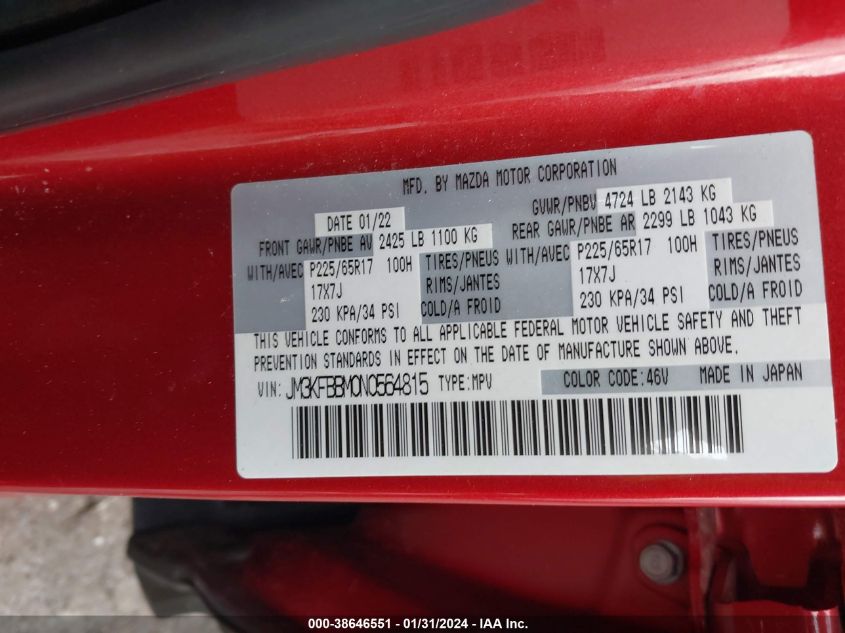 MFD. BY MAZDA MOTOR CORPORATION
DATE 01/22 GVWR/PNBV 4724 LB 2143 KG
FRONT GAWR/PNBE AV 2425 LB 1100 KG REAR GAWR/PNBE AR 2299 LB 1043 KG
WITH/AVEC P225/65R17 100H TIRES/PNEUS WITH/AVEC P225/65R17 100H TIRES/PNEUS
17X7J RIMS/JANTES 17X7J RIMS/JANTES
230 KPA/34 PSI COLD/A FROID 230 KPA/34 PSI COLD/A FROID
THIS VEHICLE CONFORMS TO ALL APPLICABLE FEDERAL MOTOR VEHICLE SAFETY AND THEFT
PREVENTION STANDARDS IN EFFECT ON THE DATE OF MANUFACTURE SHOWN ABOVE.
VIN: JM3KFBBM0N0564815 TYPE:MPV COLOR CODE:46V MADE IN JAPAN
000-38646551 - 01/31/2024 - IAA Inc.